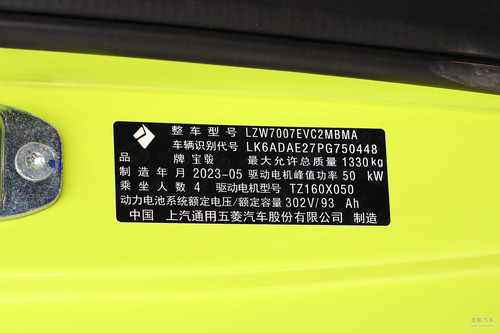 整车型号 LZW7007EVC2MBMA
车辆识别代号 LK6ADAE27PG750448
品牌 宝骏 最大允许总质量 1330kg
制造年月 2023-05 驱动电机峰值功率 50 kW
乘坐人数 4 驱动电机型号 TZ160X050
动力电池系统额定电压/额定容量 302V/93 Ah
中国 上汽通用五菱汽车股份有限公司 制造
搜狐汽车